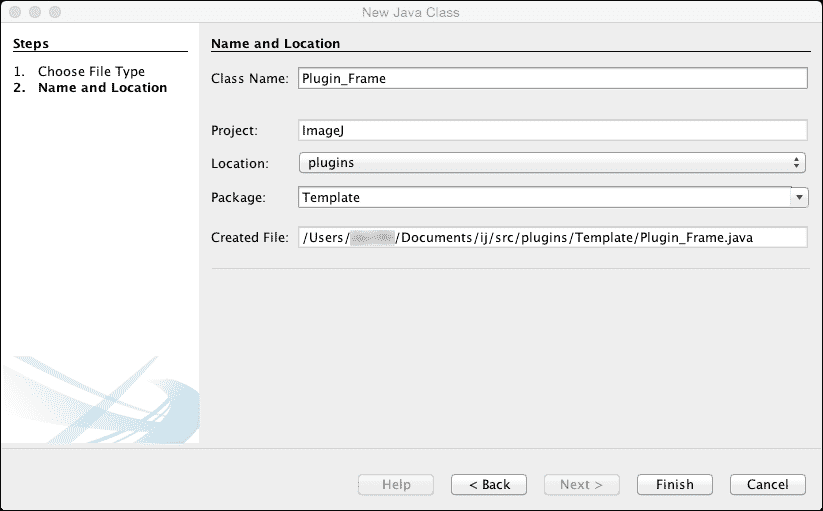 New Java Class
Steps
1. Choose File Type
2. Name and Location
Name and Location
Class Name: Plugin_Frame
Project: ImageJ
Location: plugins
Package: Template
Created File: /Users/ /Documents/ij/src/plugins/Template/Plugin_Frame.java
Help < Back Next > Finish Cancel